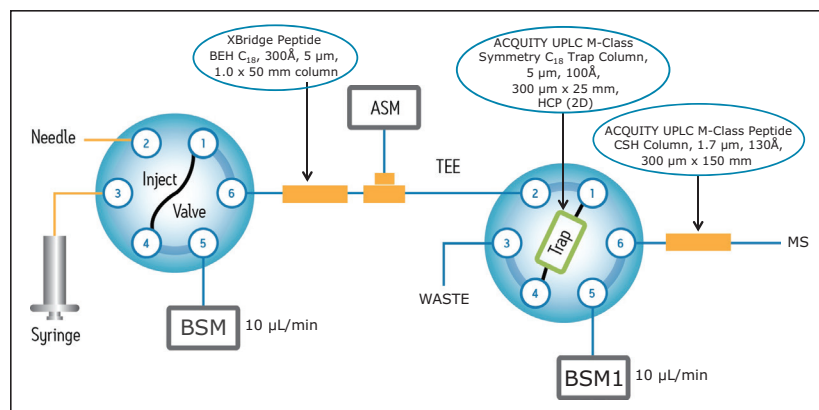 XBridge Peptide
BEH C₁₈, 300Å, 5 µm,
1.0 x 50 mm column
ACQUITY UPLC M-Class
Symmetry C₁₈ Trap Column,
5 µm, 100Å,
300 µm x 25 mm,
HCP (2D)
ACQUITY UPLC M-Class Peptide
CSH Column, 1.7 µm, 130Å,
300 µm x 150 mm
ASM
TEE
Needle
2
1
3
Inject
Valve
6
4
5
Syringe
BSM
10 µL/min
2
1
3
Trap
6
4
5
WASTE
MS
BSM1
10 µL/min